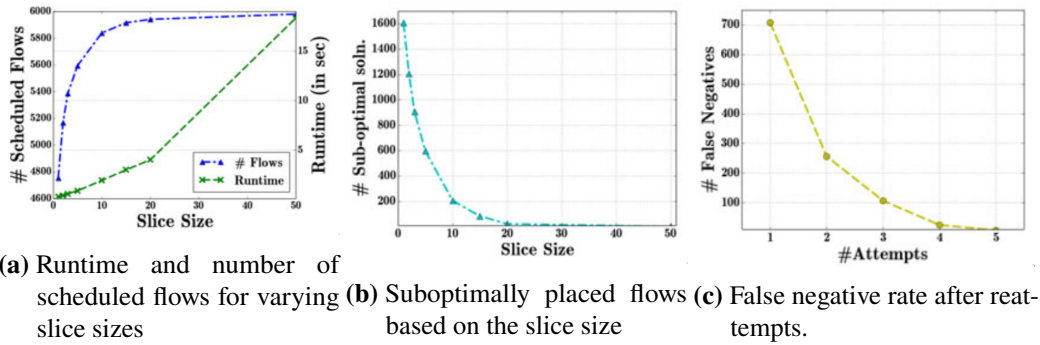 6000
5800
5600
5400
5200
5000
4800
4600
# Scheduled Flows
15
10
5
Runtime (in sec)
# Flows
Runtime
0 10 20 30 40 50
Slice Size
1600
1400
1200
1000
800
600
400
200
# Sub-optimal soln.
0 10 20 30 40 50
Slice Size
700
600
500
400
300
200
100
# False Negatives
1 2 3 4 5
#Attempts
(a) Runtime and number of
scheduled flows for varying
slice sizes
(b) Suboptimally placed flows
based on the slice size
(c) False negative rate after reat-
tempts.